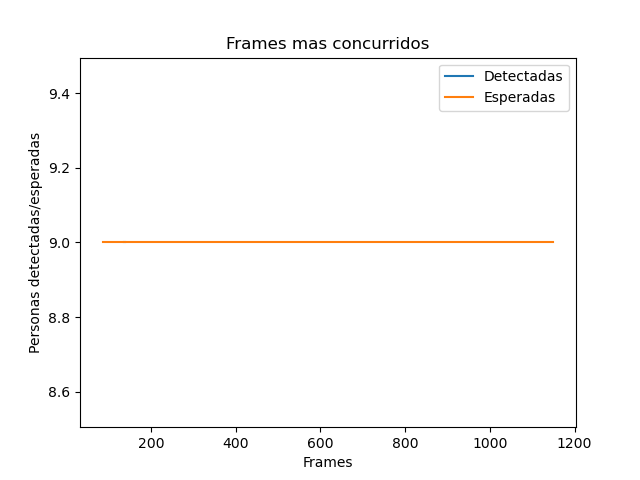 Frames mas concurridos
Detectadas
Esperadas
Personas detectadas/esperadas
9.4
9.2
9.0
8.8
8.6
200 400 600 800 1000 1200
Frames